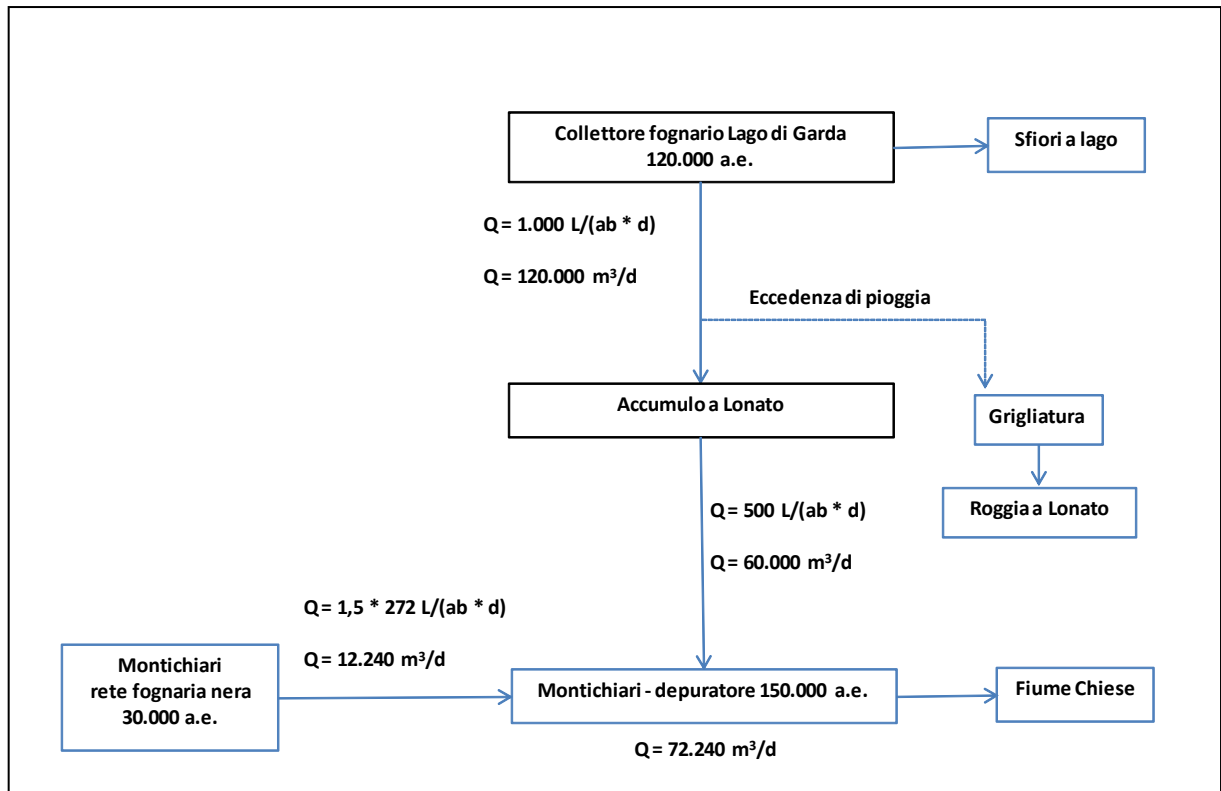 Collettore fognario Lago di Garda
120.000 a.e.
Sfiori a lago
Q = 1.000 L/(ab * d)
Q = 120.000 m³/d
Eccedenza di pioggia
Accumulo a Lonato
Grigliatura
Roggia a Lonato
Q = 500 L/(ab * d)
Q = 60.000 m³/d
Q = 1,5 * 272 L/(ab * d)
Q = 12.240 m³/d
Montichiari
rete fognaria nera
30.000 a.e.
Montichiari - depuratore 150.000 a.e.
Fiume Chiese
Q = 72.240 m³/d